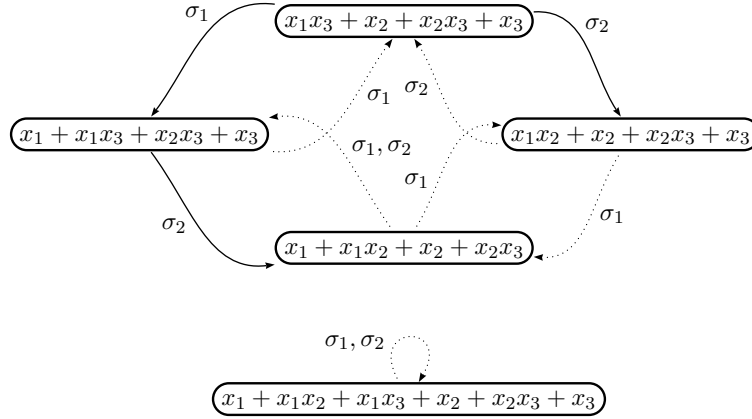 σ₁
x₁x₃ + x₂ + x₂x₃ + x₃
σ₂
σ₁
σ₂
x₁ + x₁x₃ + x₂x₃ + x₃
x₁x₂ + x₂ + x₂x₃ + x₃
σ₁, σ₂
σ₁
σ₂
σ₁
x₁ + x₁x₂ + x₂ + x₂x₃
σ₁, σ₂
x₁ + x₁x₂ + x₁x₃ + x₂ + x₂x₃ + x₃